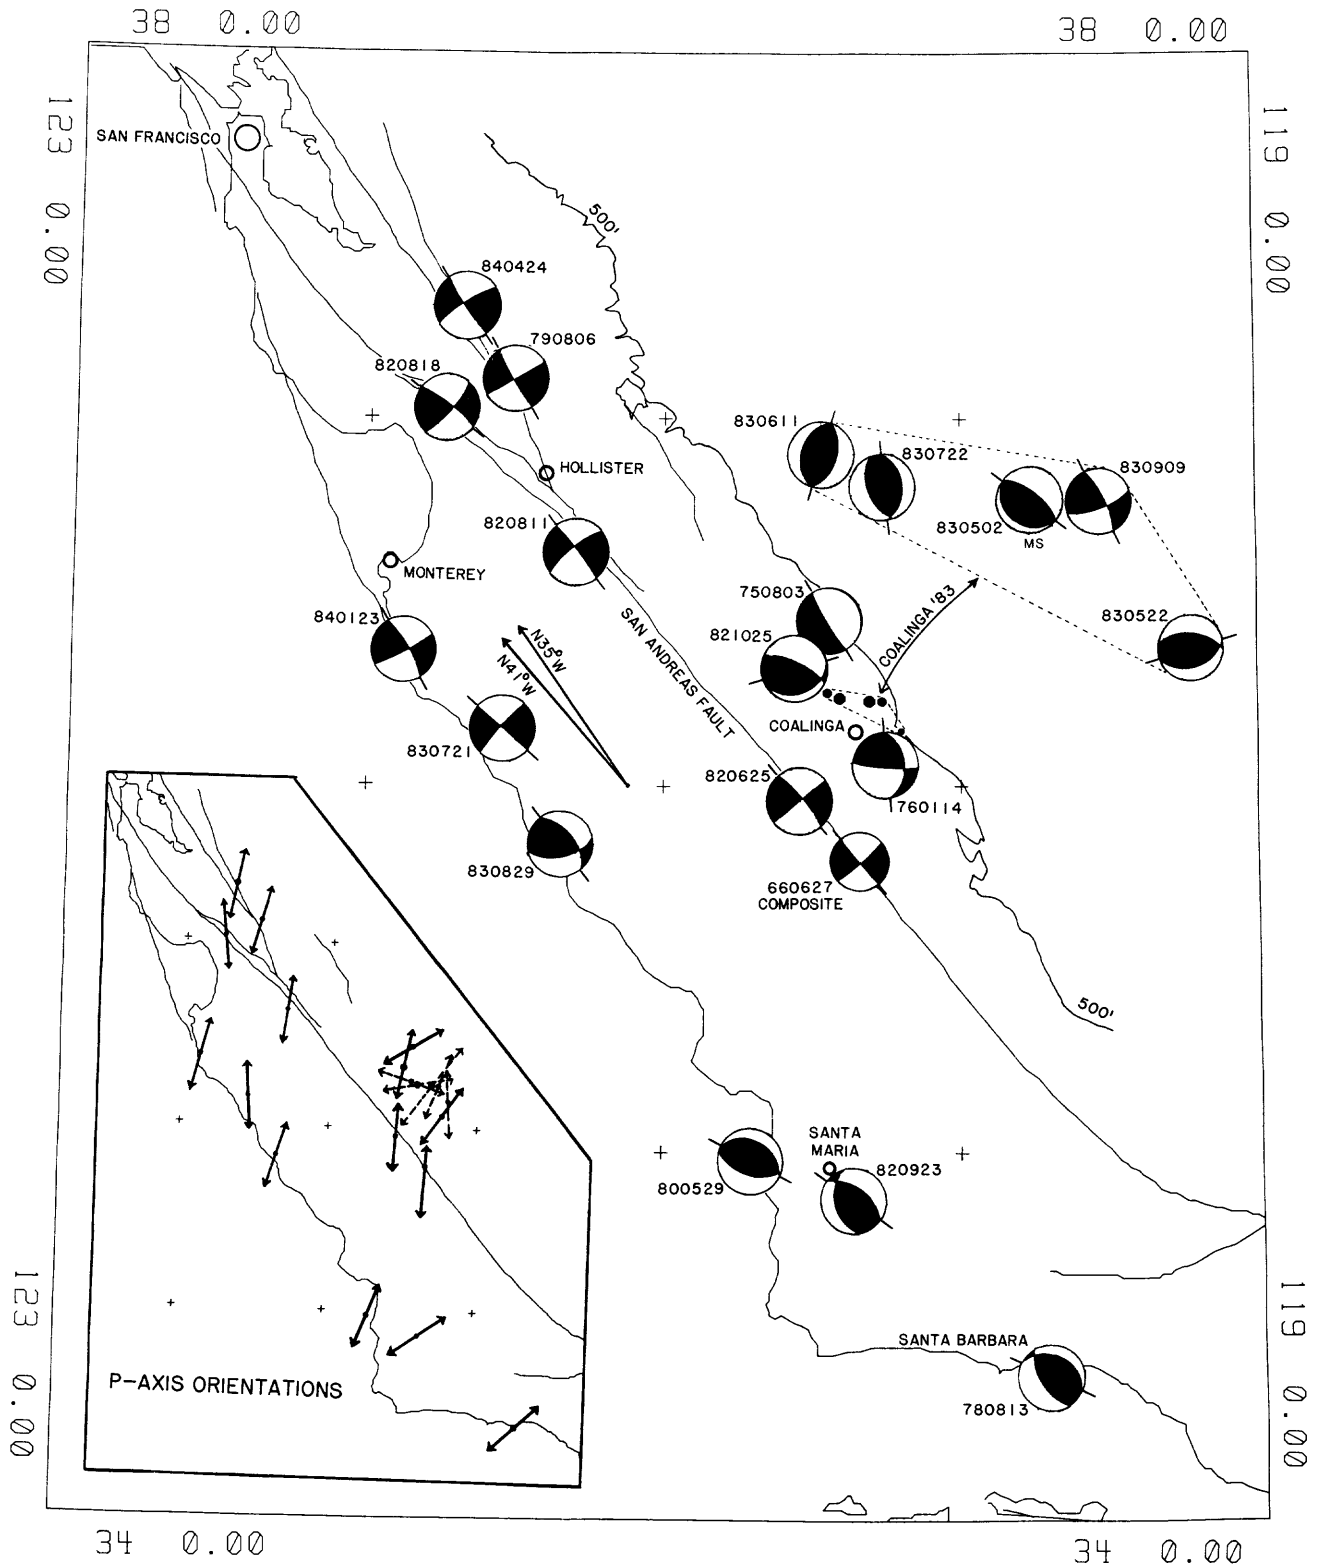 38 0.00
38 0.00
123 0.00
119 0.00
SAN FRANCISCO
500'
840424
790806
820818
HOLLISTER
830611
830722
830909
830502
MS
820811
MONTEREY
750803
COALINGA '83
830522
840123
SAN ANDREAS FAULT
821025
N35°W
N41°W
COALINGA
830721
820625
760114
830829
660627
COMPOSITE
500'
SANTA
MARIA
800529
820923
P-AXIS ORIENTATIONS
SANTA BARBARA
780813
123 0.00
119 0.00
34 0.00
34 0.00